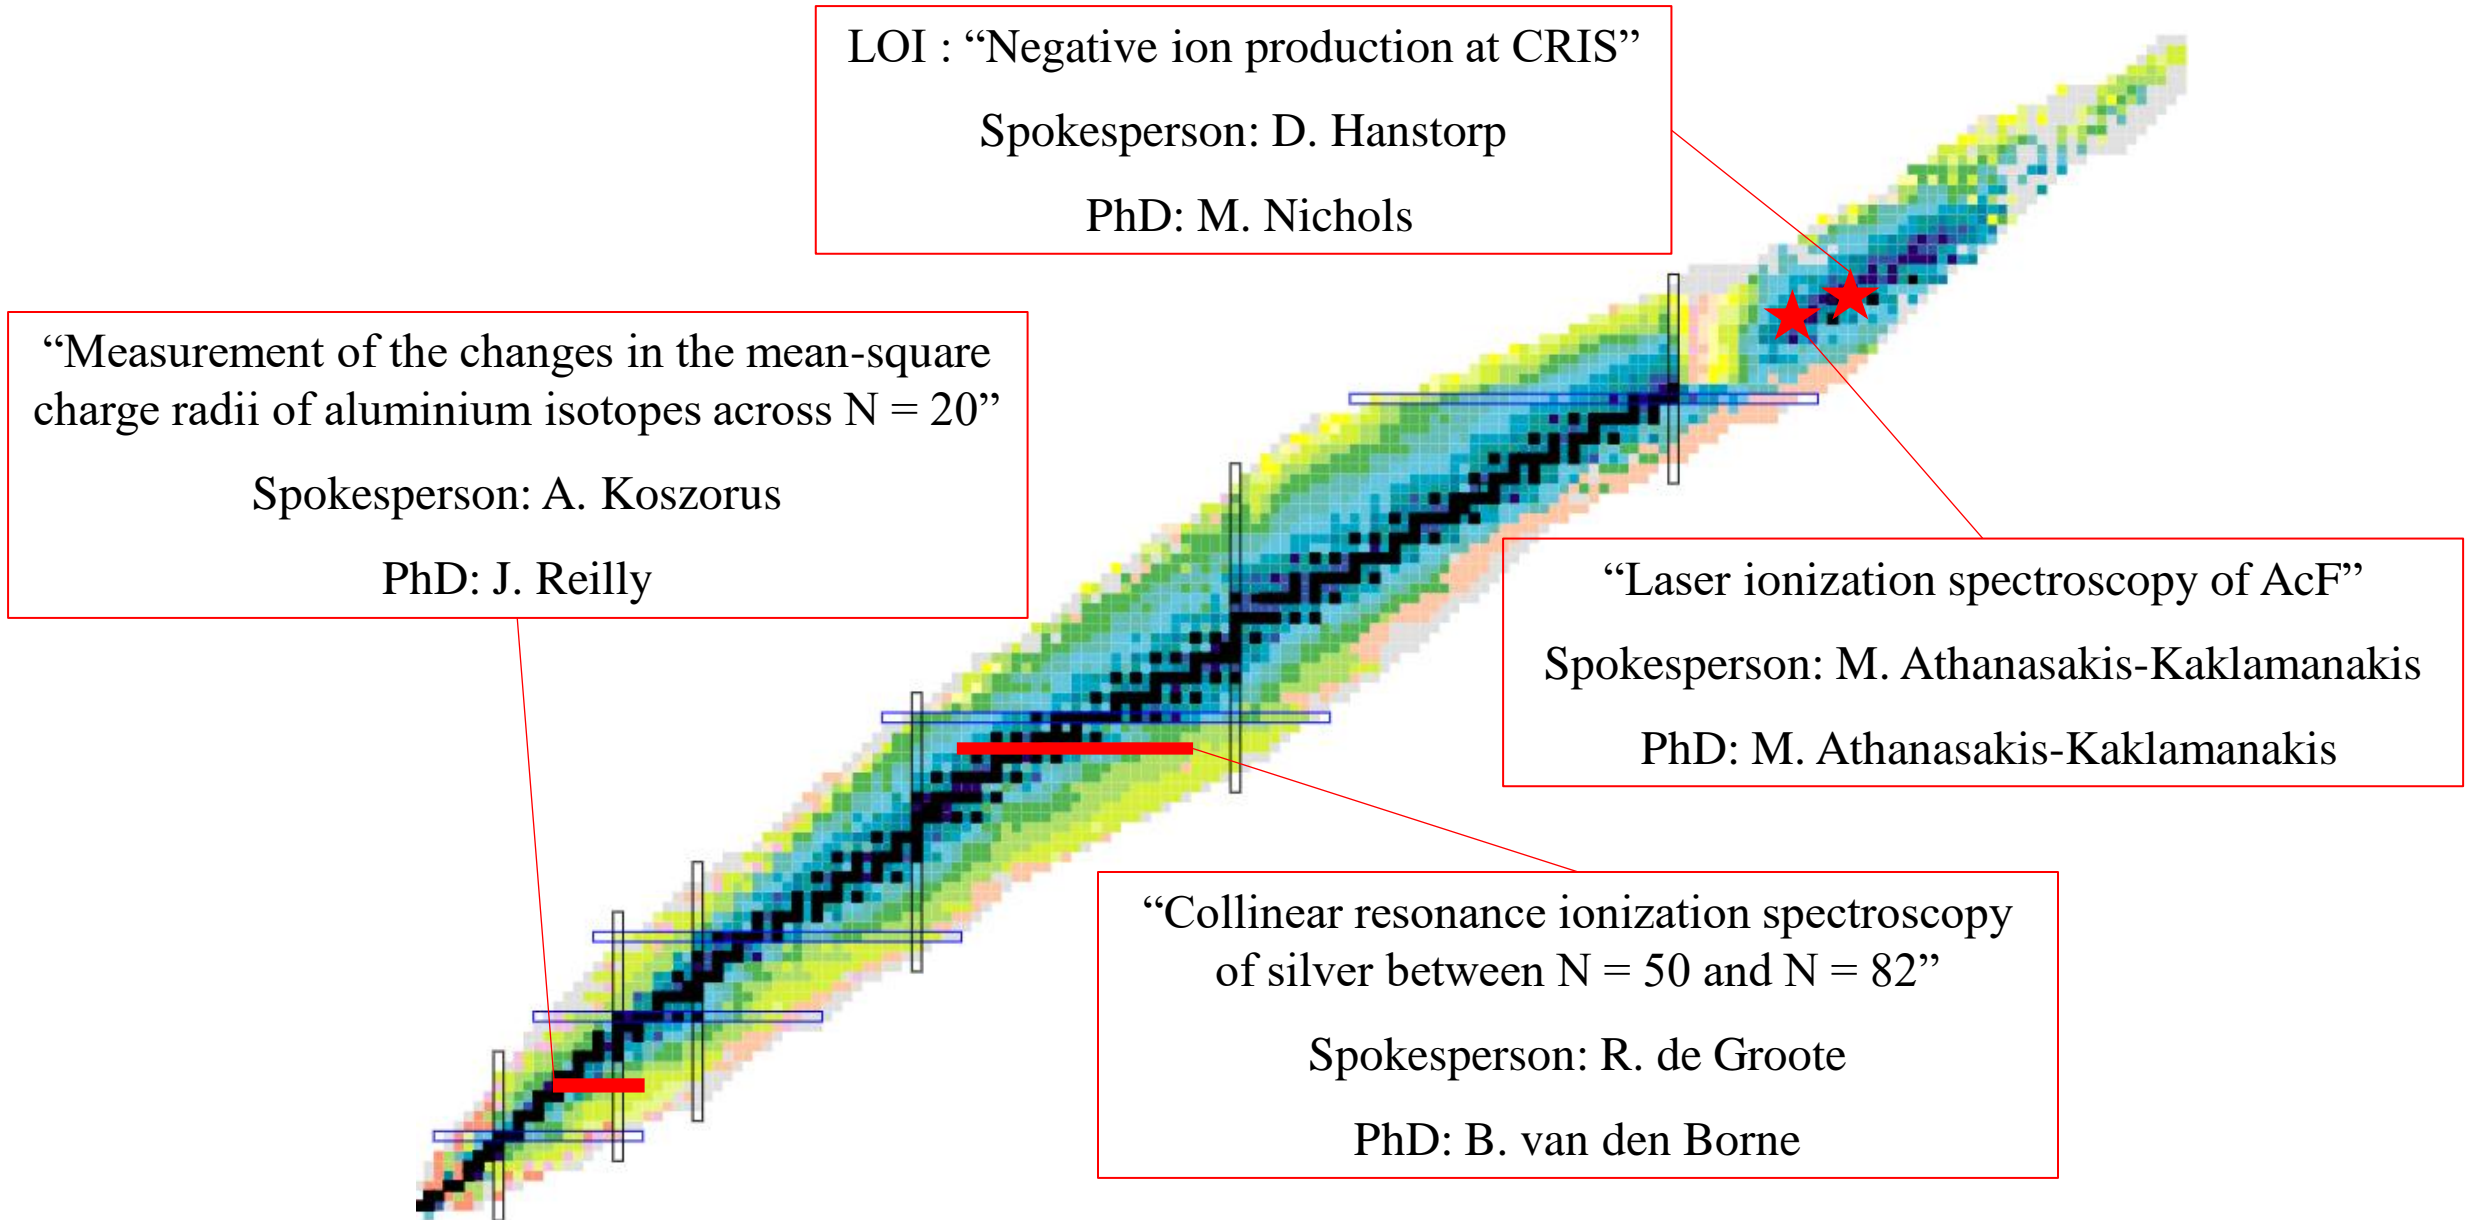 LOI : “Negative ion production at CRIS”
Spokesperson: D. Hanstorp
PhD: M. Nichols
“Measurement of the changes in the mean-square
charge radii of aluminium isotopes across N = 20”
Spokesperson: A. Koszorus
PhD: J. Reilly
“Laser ionization spectroscopy of AcF”
Spokesperson: M. Athanasakis-Kaklamanakis
PhD: M. Athanasakis-Kaklamanakis
“Collinear resonance ionization spectroscopy
of silver between N = 50 and N = 82”
Spokesperson: R. de Groote
PhD: B. van den Borne